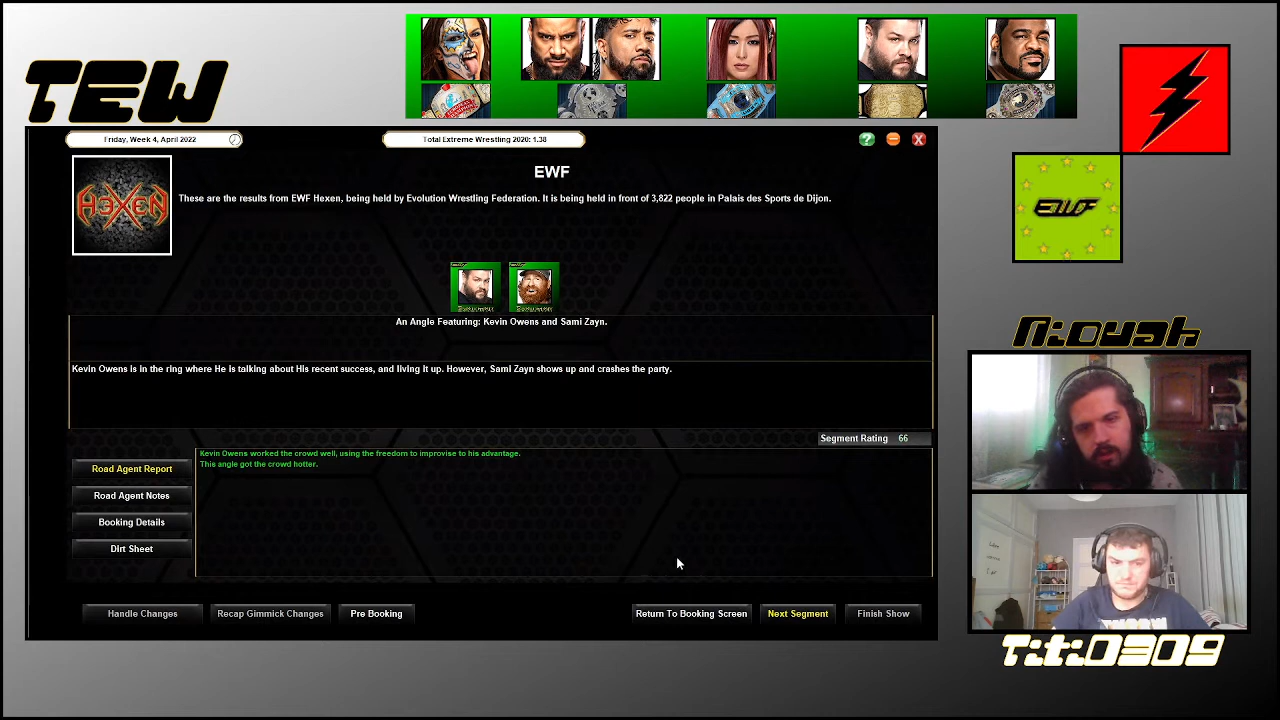 TEW
Friday, Week 4, April 2022
Total Extreme Wrestling 2020: 1.38
EWF
HEXEN
These are the results from EWF Hexen, being held by Evolution Wrestling Federation. It is being held in front of 3,822 people in Palais des Sports de Dijon.
EWF
An Angle Featuring: Kevin Owens and Sami Zayn.
Kevin Owens is in the ring where He is talking about His recent success, and living it up. However, Sami Zayn shows up and crashes the party.
Segment Rating 66
Road Agent Report
Road Agent Notes
Booking Details
Dirt Sheet
Kevin Owens worked the crowd well, using the freedom to improvise to his advantage.
This angle got the crowd hotter.
Handle Changes
Recap Gimmick Changes
Pre Booking
Return To Booking Screen
Next Segment
Finish Show